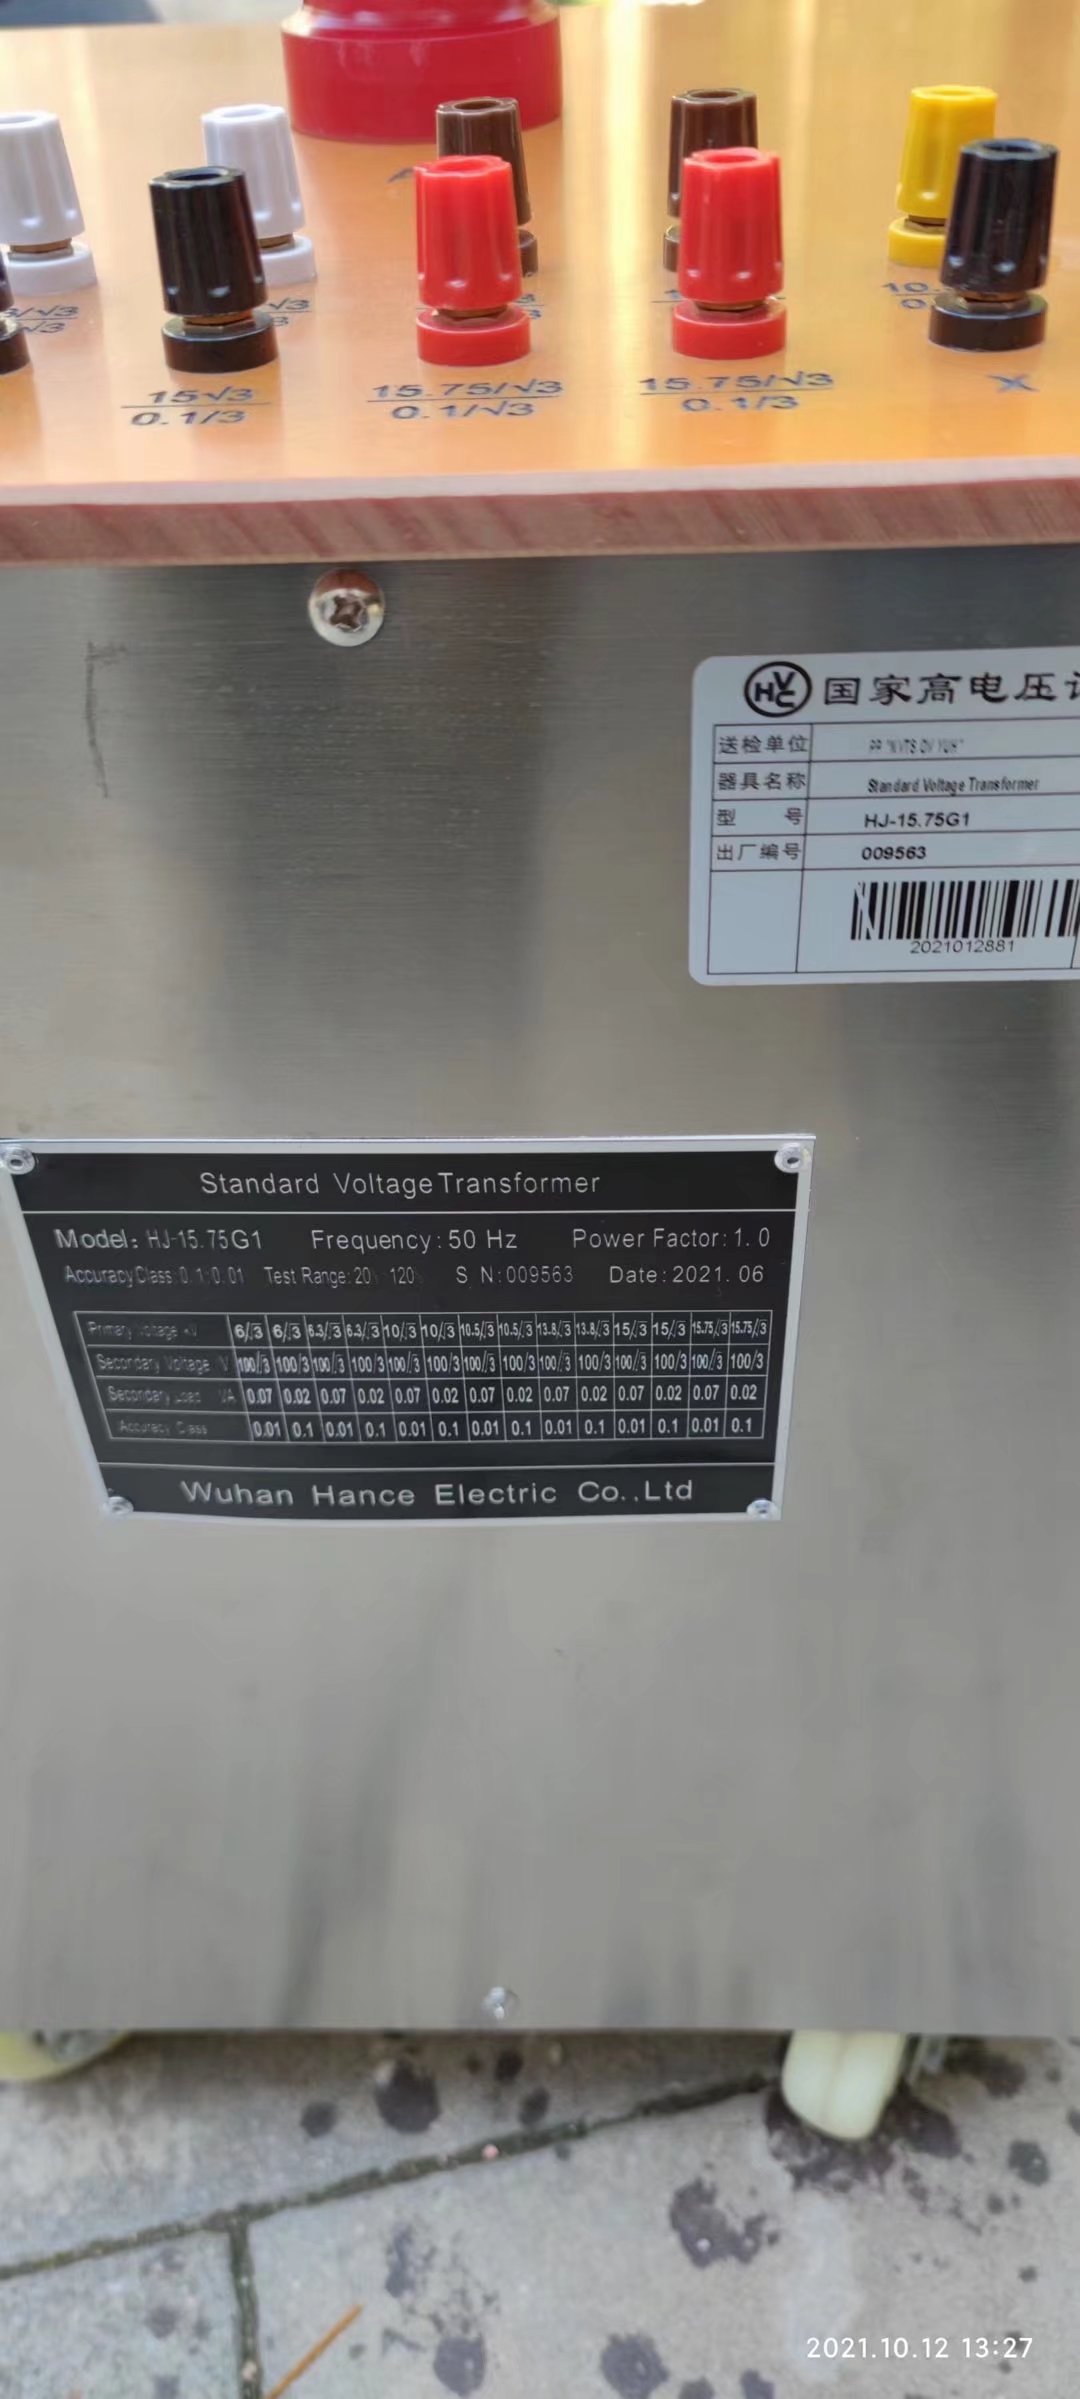 15√3
0.1/3
15.75/√3
0.1/√3
15.75/√3
0.1/3
X
HVC 国家高电压
送检单位
器具名称 Standard Voltage Transformer
型 号 HJ-15.75G1
出厂编号 009563
2021012881
Standard Voltage Transformer
Model: HJ-15.75G1 Frequency: 50 Hz Power Factor: 1.0
Accuracy Class: 0.1/0.01 Test Range: 20 120 S N: 009563 Date: 2021.06
Primary Voltage kV 6/√3 6/√3 6.3/√3 6.3/√3 10/√3 10/√3 10.5/√3 10.5/√3 13.8/√3 13.8/√3 15/√3 15/√3 15.75/√3 15.75/√3
Secondary Voltage V 100/√3 100/3 100/√3 100/3 100/√3 100/3 100/√3 100/3 100/√3 100/3 100/√3 100/3 100/√3 100/3
Secondary Load VA 0.07 0.02 0.07 0.02 0.07 0.02 0.07 0.02 0.07 0.02 0.07 0.02 0.07 0.02
Accuracy Class 0.01 0.1 0.01 0.1 0.01 0.1 0.01 0.1 0.01 0.1 0.01 0.1 0.01 0.1
Wuhan Hance Electric Co.,Ltd
2021.10.12 13:27